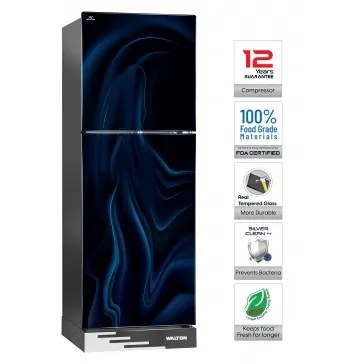 WALTON
12
Years
GUARANTEE
Compressor
100%
Food Grade
Materials
FDA CERTIFIED
Real
Tempered Glass
More Durable
SILVER
CLEAN ++
Prevents Bacteria
Keeps food
Fresh for longer